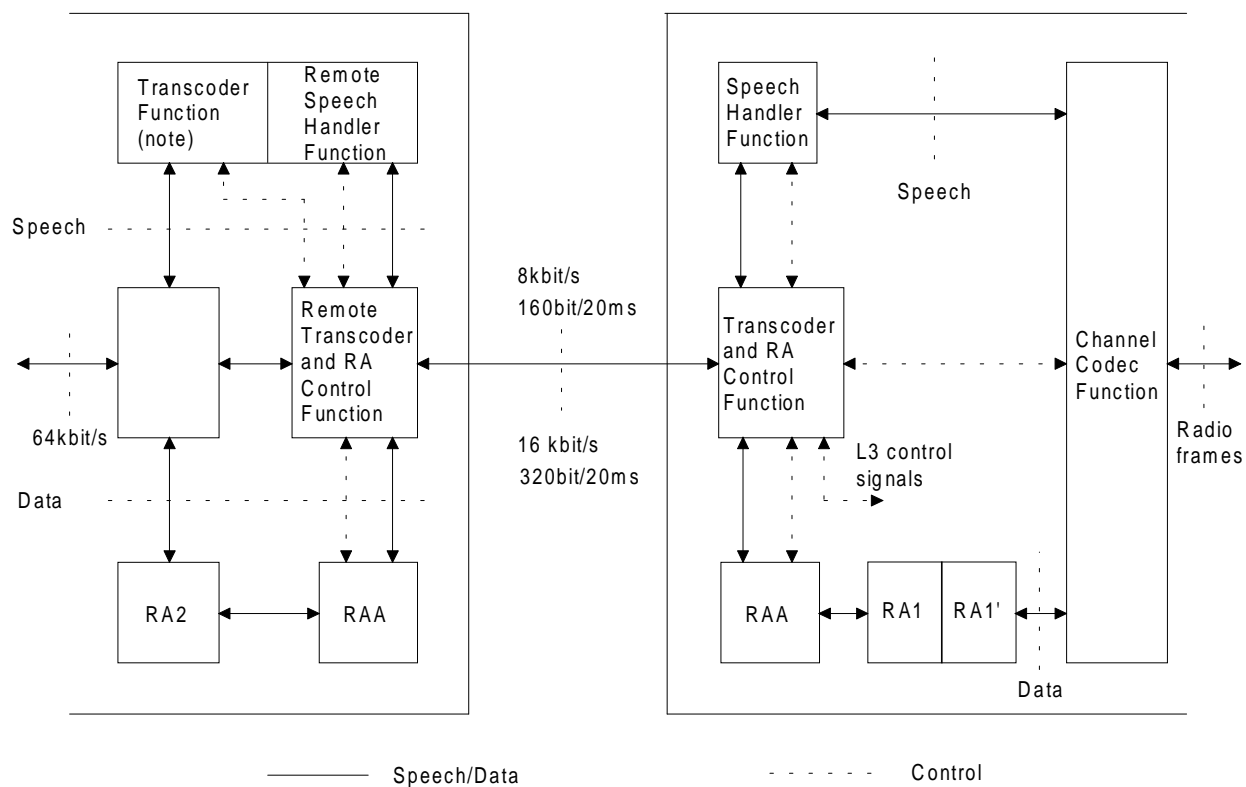 Transcoder
Function
(note)
Remote
Speech
Handler
Function
Speech
Handler
Function
Speech
Speech
8kbit/s
160bit/20ms
Remote
Transcoder
and RA
Control
Function
Transcoder
and RA
Control
Function
Channel
Codec
Function
64kbit/s
16 kbit/s
320bit/20ms
L3 control
signals
Radio
frames
Data
RA2
RAA
RAA
RA1
RA1'
Data
Speech/Data
Control